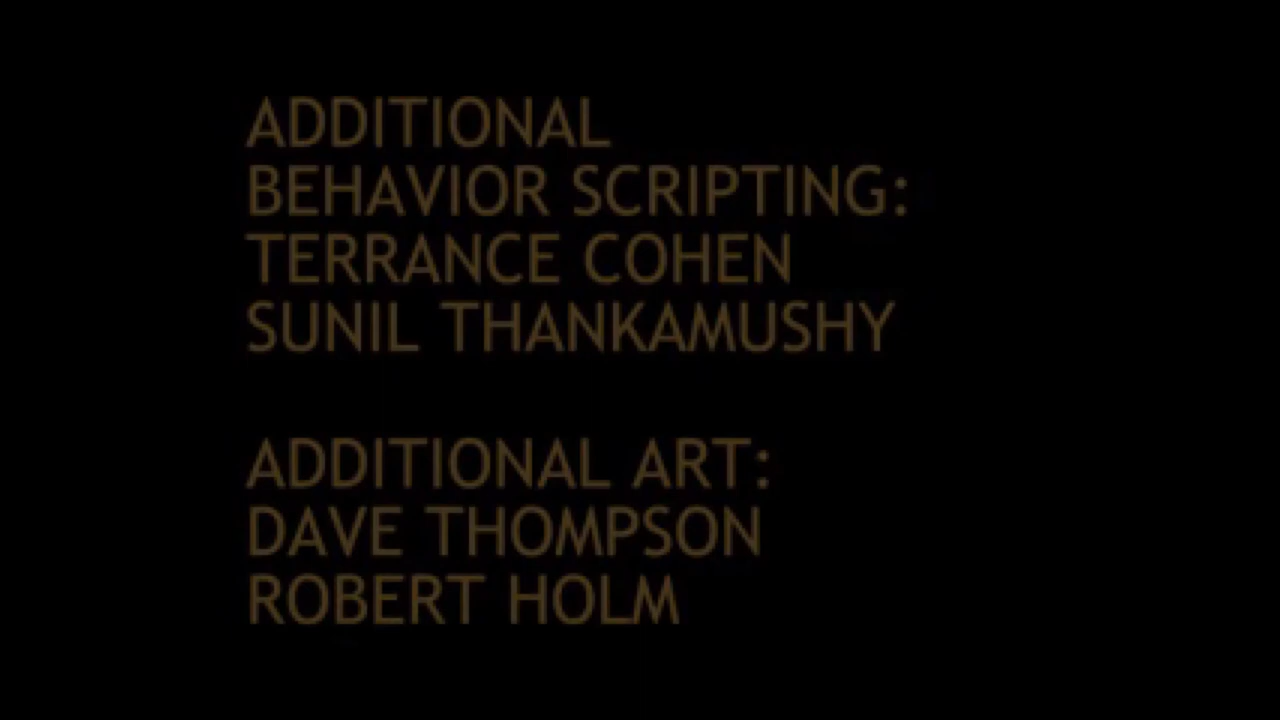 ADDITIONAL
BEHAVIOR SCRIPTING:
TERRANCE COHEN
SUNIL THANKAMUSHY
ADDITIONAL ART:
DAVE THOMPSON
ROBERT HOLM